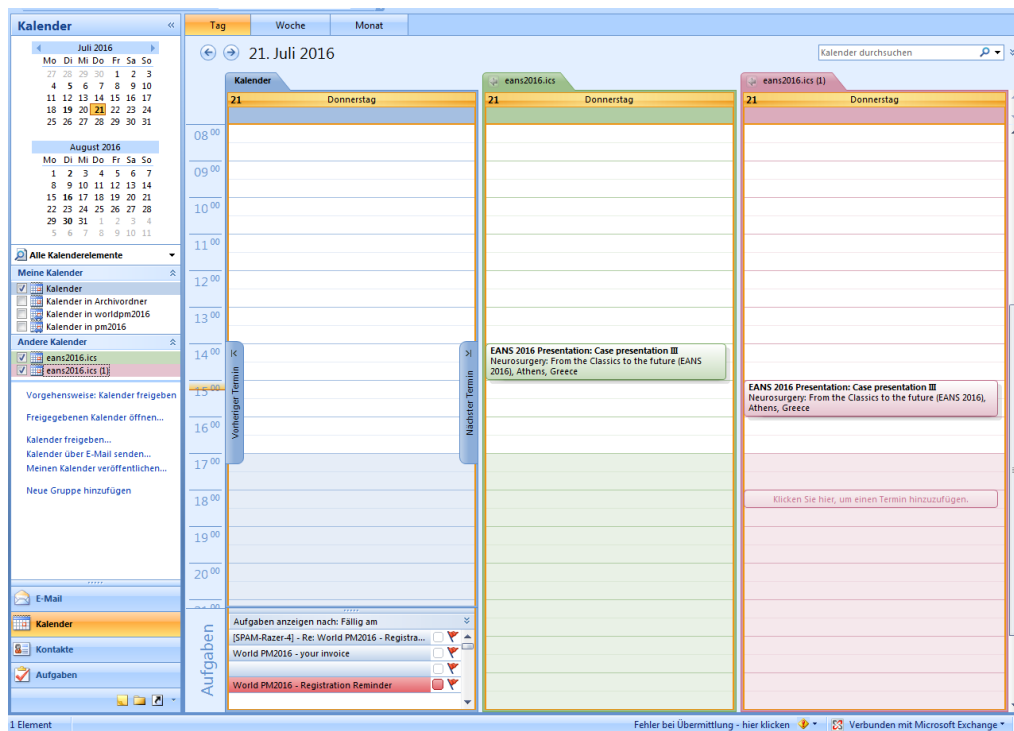 Kalender «
Juli 2016
Mo Di Mi Do Fr Sa So
27 28 29 30 1 2 3
4 5 6 7 8 9 10
11 12 13 14 15 16 17
18 19 20 21 22 23 24
25 26 27 28 29 30 31
August 2016
Mo Di Mi Do Fr Sa So
1 2 3 4 5 6 7
8 9 10 11 12 13 14
15 16 17 18 19 20 21
22 23 24 25 26 27 28
29 30 31 1 2 3 4
5 6 7 8 9 10 11
Alle Kalenderelemente
Meine Kalender
Kalender
Kalender in Archivordner
Kalender in worldpm2016
Kalender in pm2016
Andere Kalender
eans2016.ics
eans2016.ics (1)
Vorgehensweise: Kalender freigeben
Freigegebenen Kalender öffnen...
Kalender freigeben...
Kalender über E-Mail senden...
Meinen Kalender veröffentlichen...
Neue Gruppe hinzufügen
E-Mail
Kalender
Kontakte
Aufgaben
Tag Woche Monat
21. Juli 2016
Kalender durchsuchen
Kalender
21 Donnerstag
eans2016.ics
21 Donnerstag
eans2016.ics (1)
21 Donnerstag
08 00
09 00
10 00
11 00
12 00
13 00
14 00
15 00
16 00
17 00
18 00
19 00
20 00
21 00
Vorheriger Termin
Nächster Termin
EANS 2016 Presentation: Case presentation III
Neurosurgery: From the Classics to the future (EANS
2016), Athens, Greece
EANS 2016 Presentation: Case presentation III
Neurosurgery: From the Classics to the future (EANS 2016),
Athens, Greece
Klicken Sie hier, um einen Termin hinzuzufügen.
Aufgaben
Aufgaben anzeigen nach: Fällig am
[SPAM-Razer-4] - Re: World PM2016 - Registra...
World PM2016 - your invoice
World PM2016 - Registration Reminder
1 Element
Fehler bei Übermittlung - hier klicken
Verbunden mit Microsoft Exchange